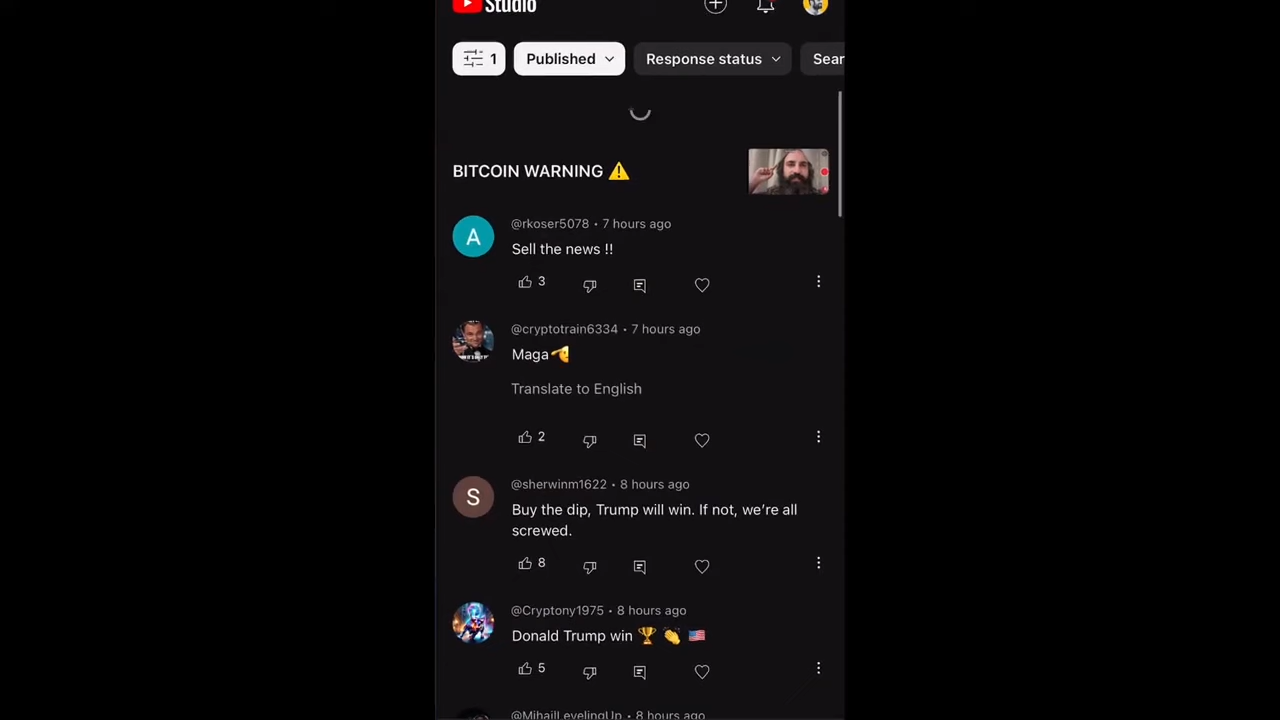 Studio
1
Published
Response status
Sear
BITCOIN WARNING ⚠️
@rkoser5078 • 7 hours ago
A
Sell the news !!
3
@cryptotrain6334 • 7 hours ago
Maga🫡
Translate to English
2
@sherwinm1622 • 8 hours ago
S
Buy the dip, Trump will win. If not, we’re all
screwed.
8
@Cryptony1975 • 8 hours ago
Donald Trump win 🏆 👏 🇺🇸
5
@MihailLevelingUp • 8 hours ago